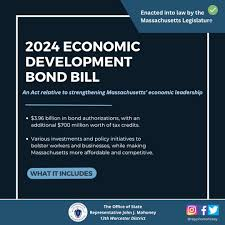 Enacted into law by the
Massachusetts Legislature
2024 ECONOMIC
DEVELOPMENT
BOND BILL
An Act relative to strengthening Massachusetts' economic leadership
• $3.96 billion in bond authorizations, with an
additional $700 million worth of tax credits.
• Various investments and policy initiatives to
bolster workers and businesses, while making
Massachusetts more affordable and competitive.
WHAT IT INCLUDES
The Office of State
Representative John J. Mahoney
13th Worcester District
@repjohnmahoney